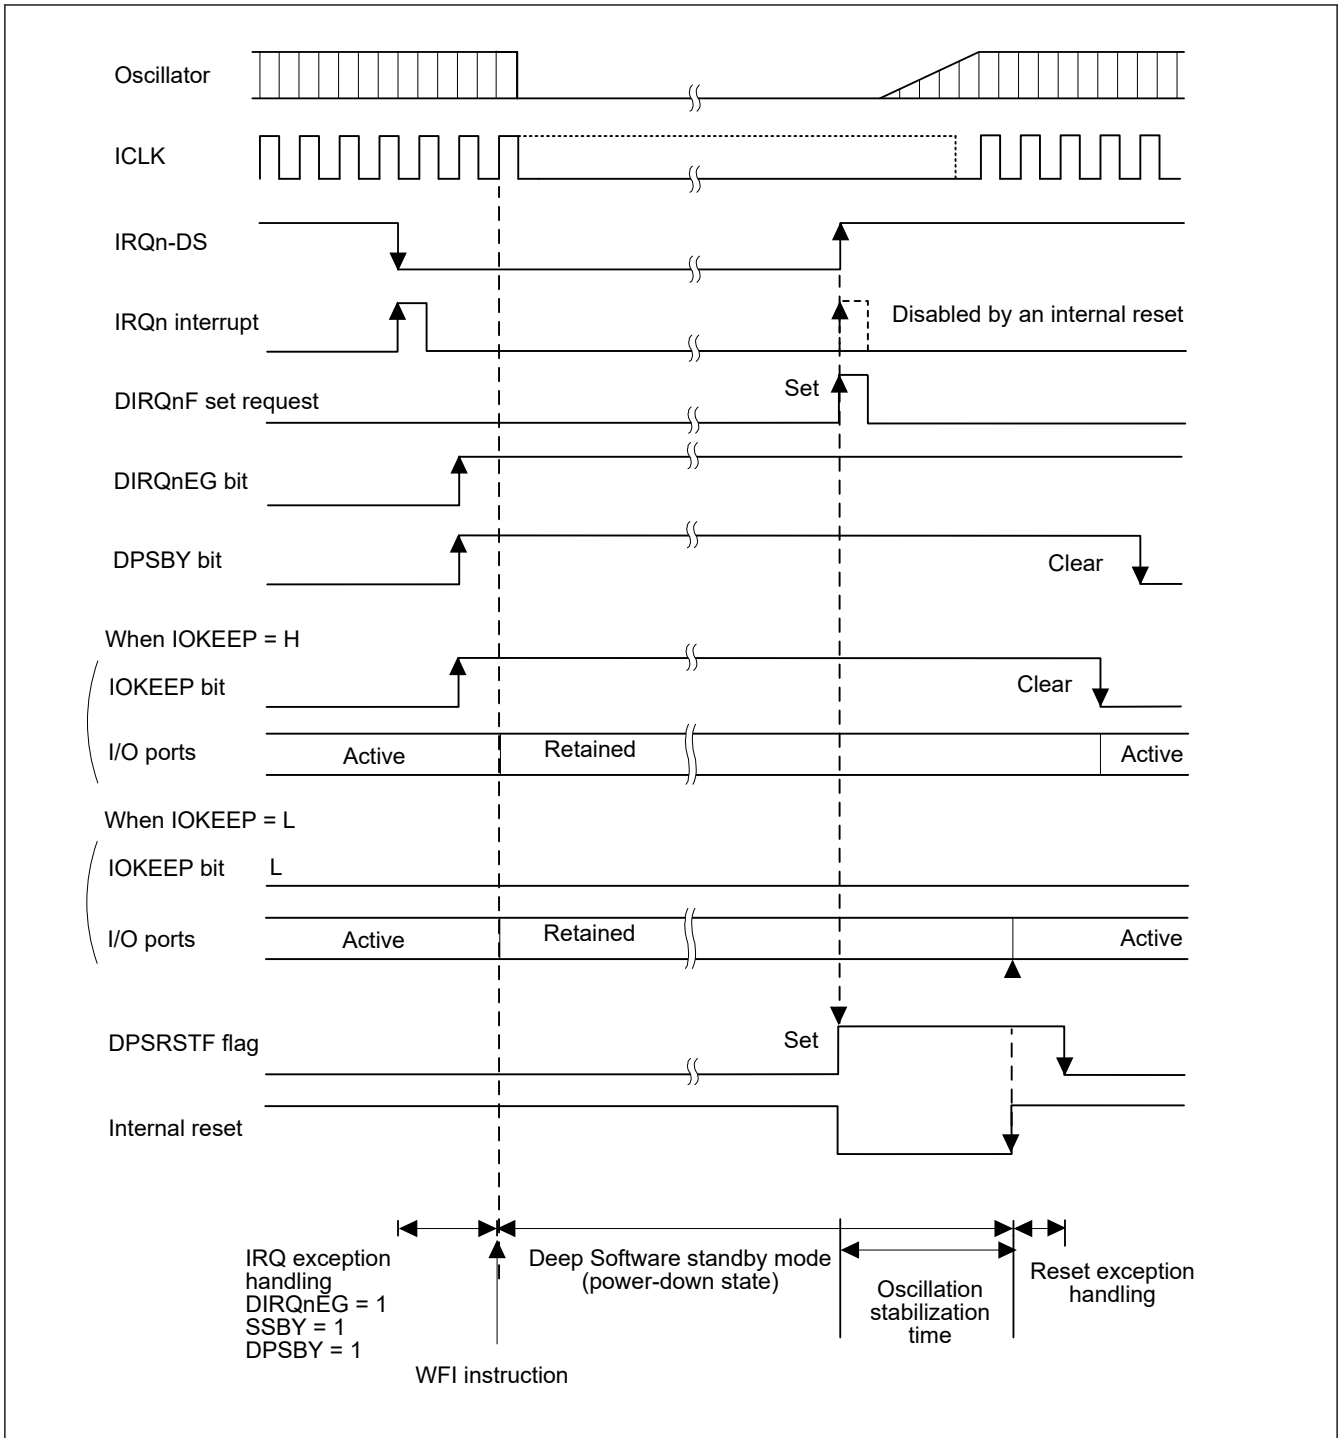 Oscillator
ICLK
IRQn-DS
IRQn interrupt
Disabled by an internal reset
DIRQnF set request
Set
DIRQnEG bit
DPSBY bit
Clear
When IOKEEP = H
IOKEEP bit
Clear
I/O ports
Active
Retained
Active
When IOKEEP = L
IOKEEP bit
L
I/O ports
Active
Retained
Active
DPSRSTF flag
Set
Internal reset
IRQ exception
handling
DIRQnEG = 1
SSBY = 1
DPSBY = 1
WFI instruction
Deep Software standby mode
(power-down state)
Oscillation
stabilization
time
Reset exception
handling